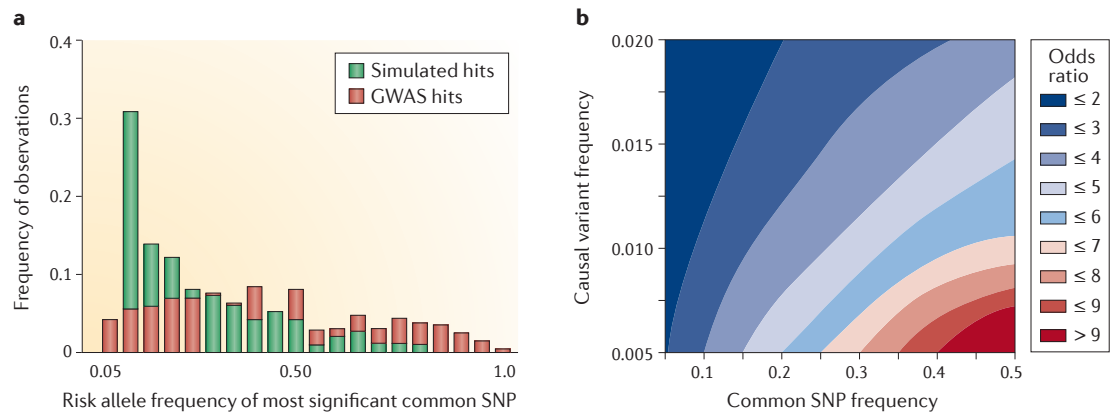 a
Frequency of observations
0.4
0.3
0.2
0.1
0
Simulated hits
GWAS hits
0.05
0.50
1.0
Risk allele frequency of most significant common SNP
b
Causal variant frequency
0.020
0.015
0.010
0.005
0.1
0.2
0.3
0.4
0.5
Common SNP frequency
Odds
ratio
≤ 2
≤ 3
≤ 4
≤ 5
≤ 6
≤ 7
≤ 8
≤ 9
> 9